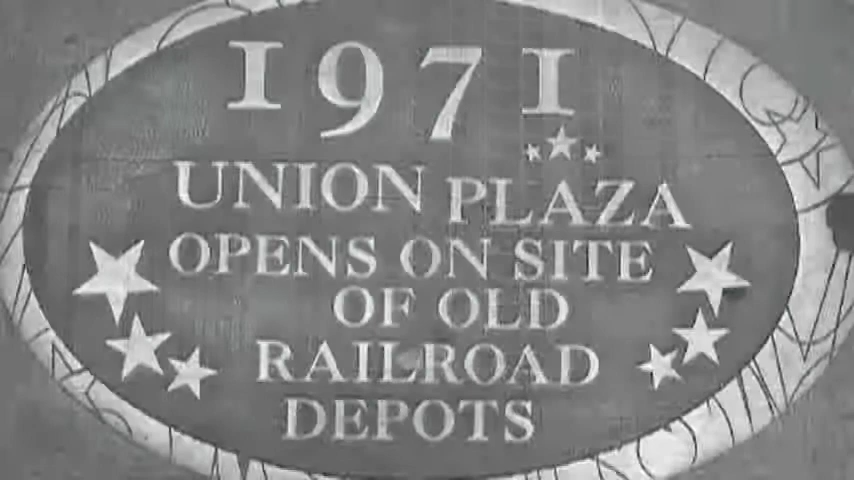 1971
UNION PLAZA
OPENS ON SITE
OF OLD
RAILROAD
DEPOTS